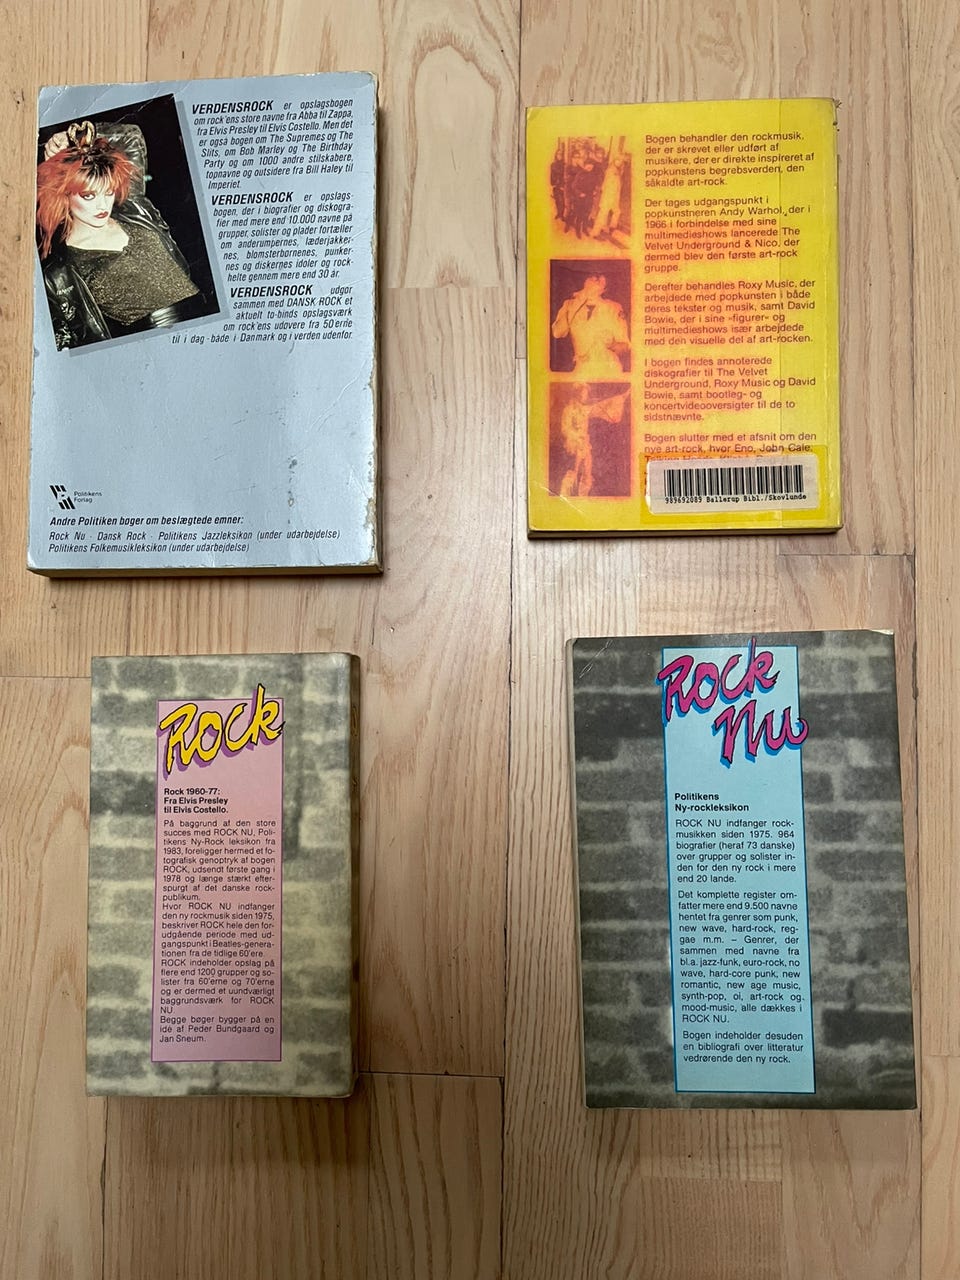 VERDENSROCK er opslagsbogen
om rock'ens store navne fra Abba til Zappa,
fra Elvis Presley til Elvis Costello. Men det
er også bogen om The Supremes og The
Slits, om Bob Marley og The Birthday
Party og om 1000 andre stilskabere,
topnavne og outsidere fra Bill Haley til
Imperiet.
VERDENSROCK er opslags-
bogen, der i biografier og diskogra-
fier med mere end 10.000 navne på
grupper, solister og plader fortæller
om anderumpernes, læderjakker-
nes, blomsterbørnenes, punker-
nes og diskernes idoler og rock-
helte gennem mere end 30 år.
VERDENSROCK udgør
sammen med DANSK ROCK et
aktuelt to-binds opslagsværk
om rock'ens udøvere fra 50'erne
til i dag - både i Danmark og i verden udenfor.
Politikens
Forlag
Andre Politiken bøger om beslægtede emner:
Rock Nu · Dansk Rock · Politikens Jazzleksikon (under udarbejdelse)
Politikens Folkemusikleksikon (under udarbejdelse)
Bogen behandler den rockmusik,
der er skrevet eller udført af
musikere, der er direkte inspireret af
popkunstens begrebsverden, den
såkaldte art-rock.
Der tages udgangspunkt i
popkunstneren Andy Warhol, der i
1966 i forbindelse med sine
multimedieshows lancerede The
Velvet Underground & Nico, der
dermed blev den første art-rock
gruppe.
Derefter behandles Roxy Music, der
arbejdede med popkunsten i både
deres tekster og musik, samt David
Bowie, der i sine »figurer« og
multimedieshows især arbejdede
med den visuelle del af art-rocken.
I bogen findes annoterede
diskografier til The Velvet
Underground, Roxy Music og David
Bowie, samt bootleg- og
koncertvideooversigter til de to
sidstnævnte.
Bogen slutter med et afsnit om den
nye art-rock, hvor Eno, John Cale,
989692089 Ballerup Bibl./Skovlunde
Rock
Rock 1960-77:
Fra Elvis Presley
til Elvis Costello.
På baggrund af den store
succes med ROCK NU, Poli-
tikens Ny-Rock leksikon fra
1983, foreligger hermed et fo-
tografisk genoptryk af bogen
ROCK, udsendt første gang i
1978 og længe stærkt efter-
spurgt af det danske rock-
publikum.
Hvor ROCK NU indfanger
den ny rockmusik siden 1975,
beskriver ROCK hele den for-
udgående periode med ud-
gangspunkt i Beatles-genera-
tionen fra de tidlige 60'ere.
ROCK indeholder opslag på
flere end 1200 grupper og so-
lister fra 60'erne og 70'erne
og er dermed et uundværligt
baggrundsværk for ROCK
NU.
Begge bøger bygger på en
idé af Peder Bundgaard og
Jan Sneum.
Rock
Nu
Politikens
Ny-rockleksikon
ROCK NU indfanger rock-
musikken siden 1975. 964
biografier (heraf 73 danske)
over grupper og solister in-
den for den ny rock i mere
end 20 lande.
Det komplette register om-
fatter mere end 9.500 navne
hentet fra genrer som punk,
new wave, hard-rock, reg-
gae m.m. – Genrer, der
sammen med navne fra
bl.a. jazz-funk, euro-rock, no
wave, hard-core punk, new
romantic, new age music,
synth-pop, oi, art-rock og
mood-music, alle dækkes i
ROCK NU.
Bogen indeholder desuden
en bibliografi over litteratur
vedrørende den ny rock.